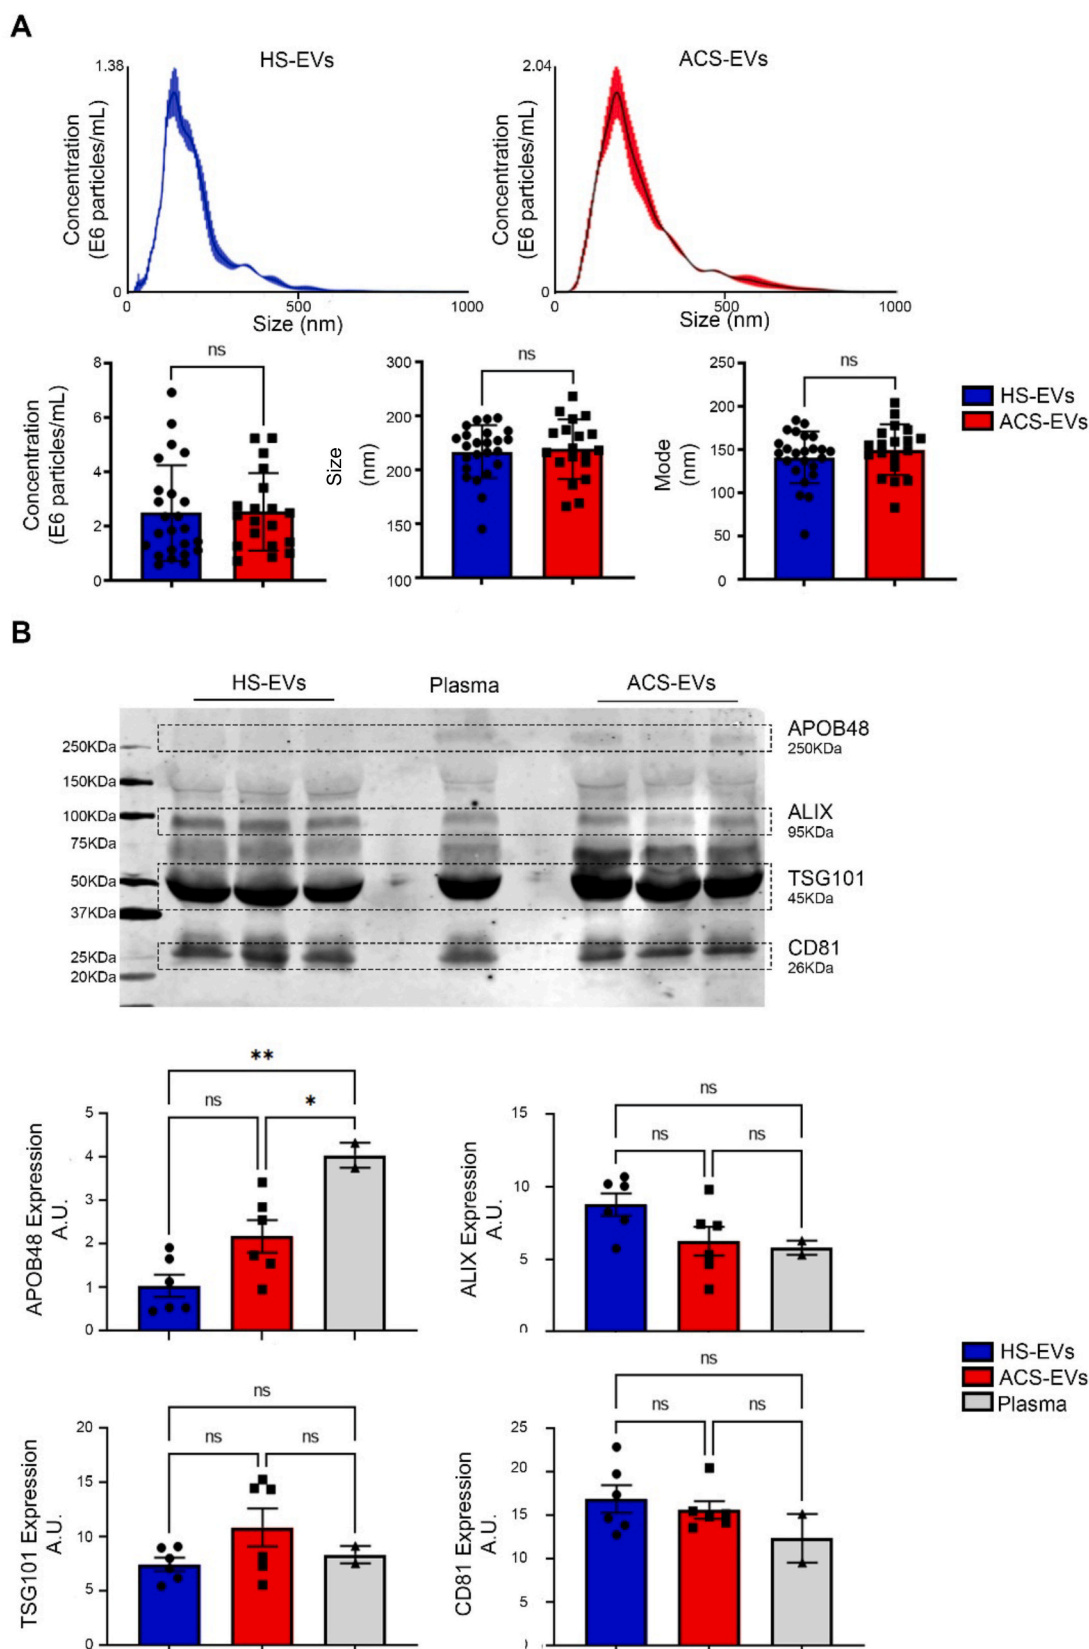 A
HS-EVs
ACS-EVs
1.38
2.04
Concentration
(E6 particles/mL)
Concentration
(E6 particles/mL)
0
0
0
500
1000
0
500
1000
Size (nm)
Size (nm)
ns
ns
ns
Concentration
(E6 particles/mL)
8
6
4
2
0
Size
(nm)
300
200
200
150
100
Mode
(nm)
250
200
150
100
50
0
HS-EVs
ACS-EVs
B
HS-EVs
Plasma
ACS-EVs
250KDa
150KDa
100KDa
75KDa
50KDa
37KDa
25KDa
20KDa
APOB48
250KDa
ALIX
95KDa
TSG101
45KDa
CD81
26KDa
**
ns
*
APOB48 Expression
A.U.
5
4
3
2
1
0
ns
ns
ns
ALIX Expression
A.U.
15
10
5
0
HS-EVs
ACS-EVs
Plasma
ns
ns
ns
TSG101 Expression
A.U.
20
15
10
5
0
ns
ns
ns
CD81 Expression
A.U.
25
20
15
10
5